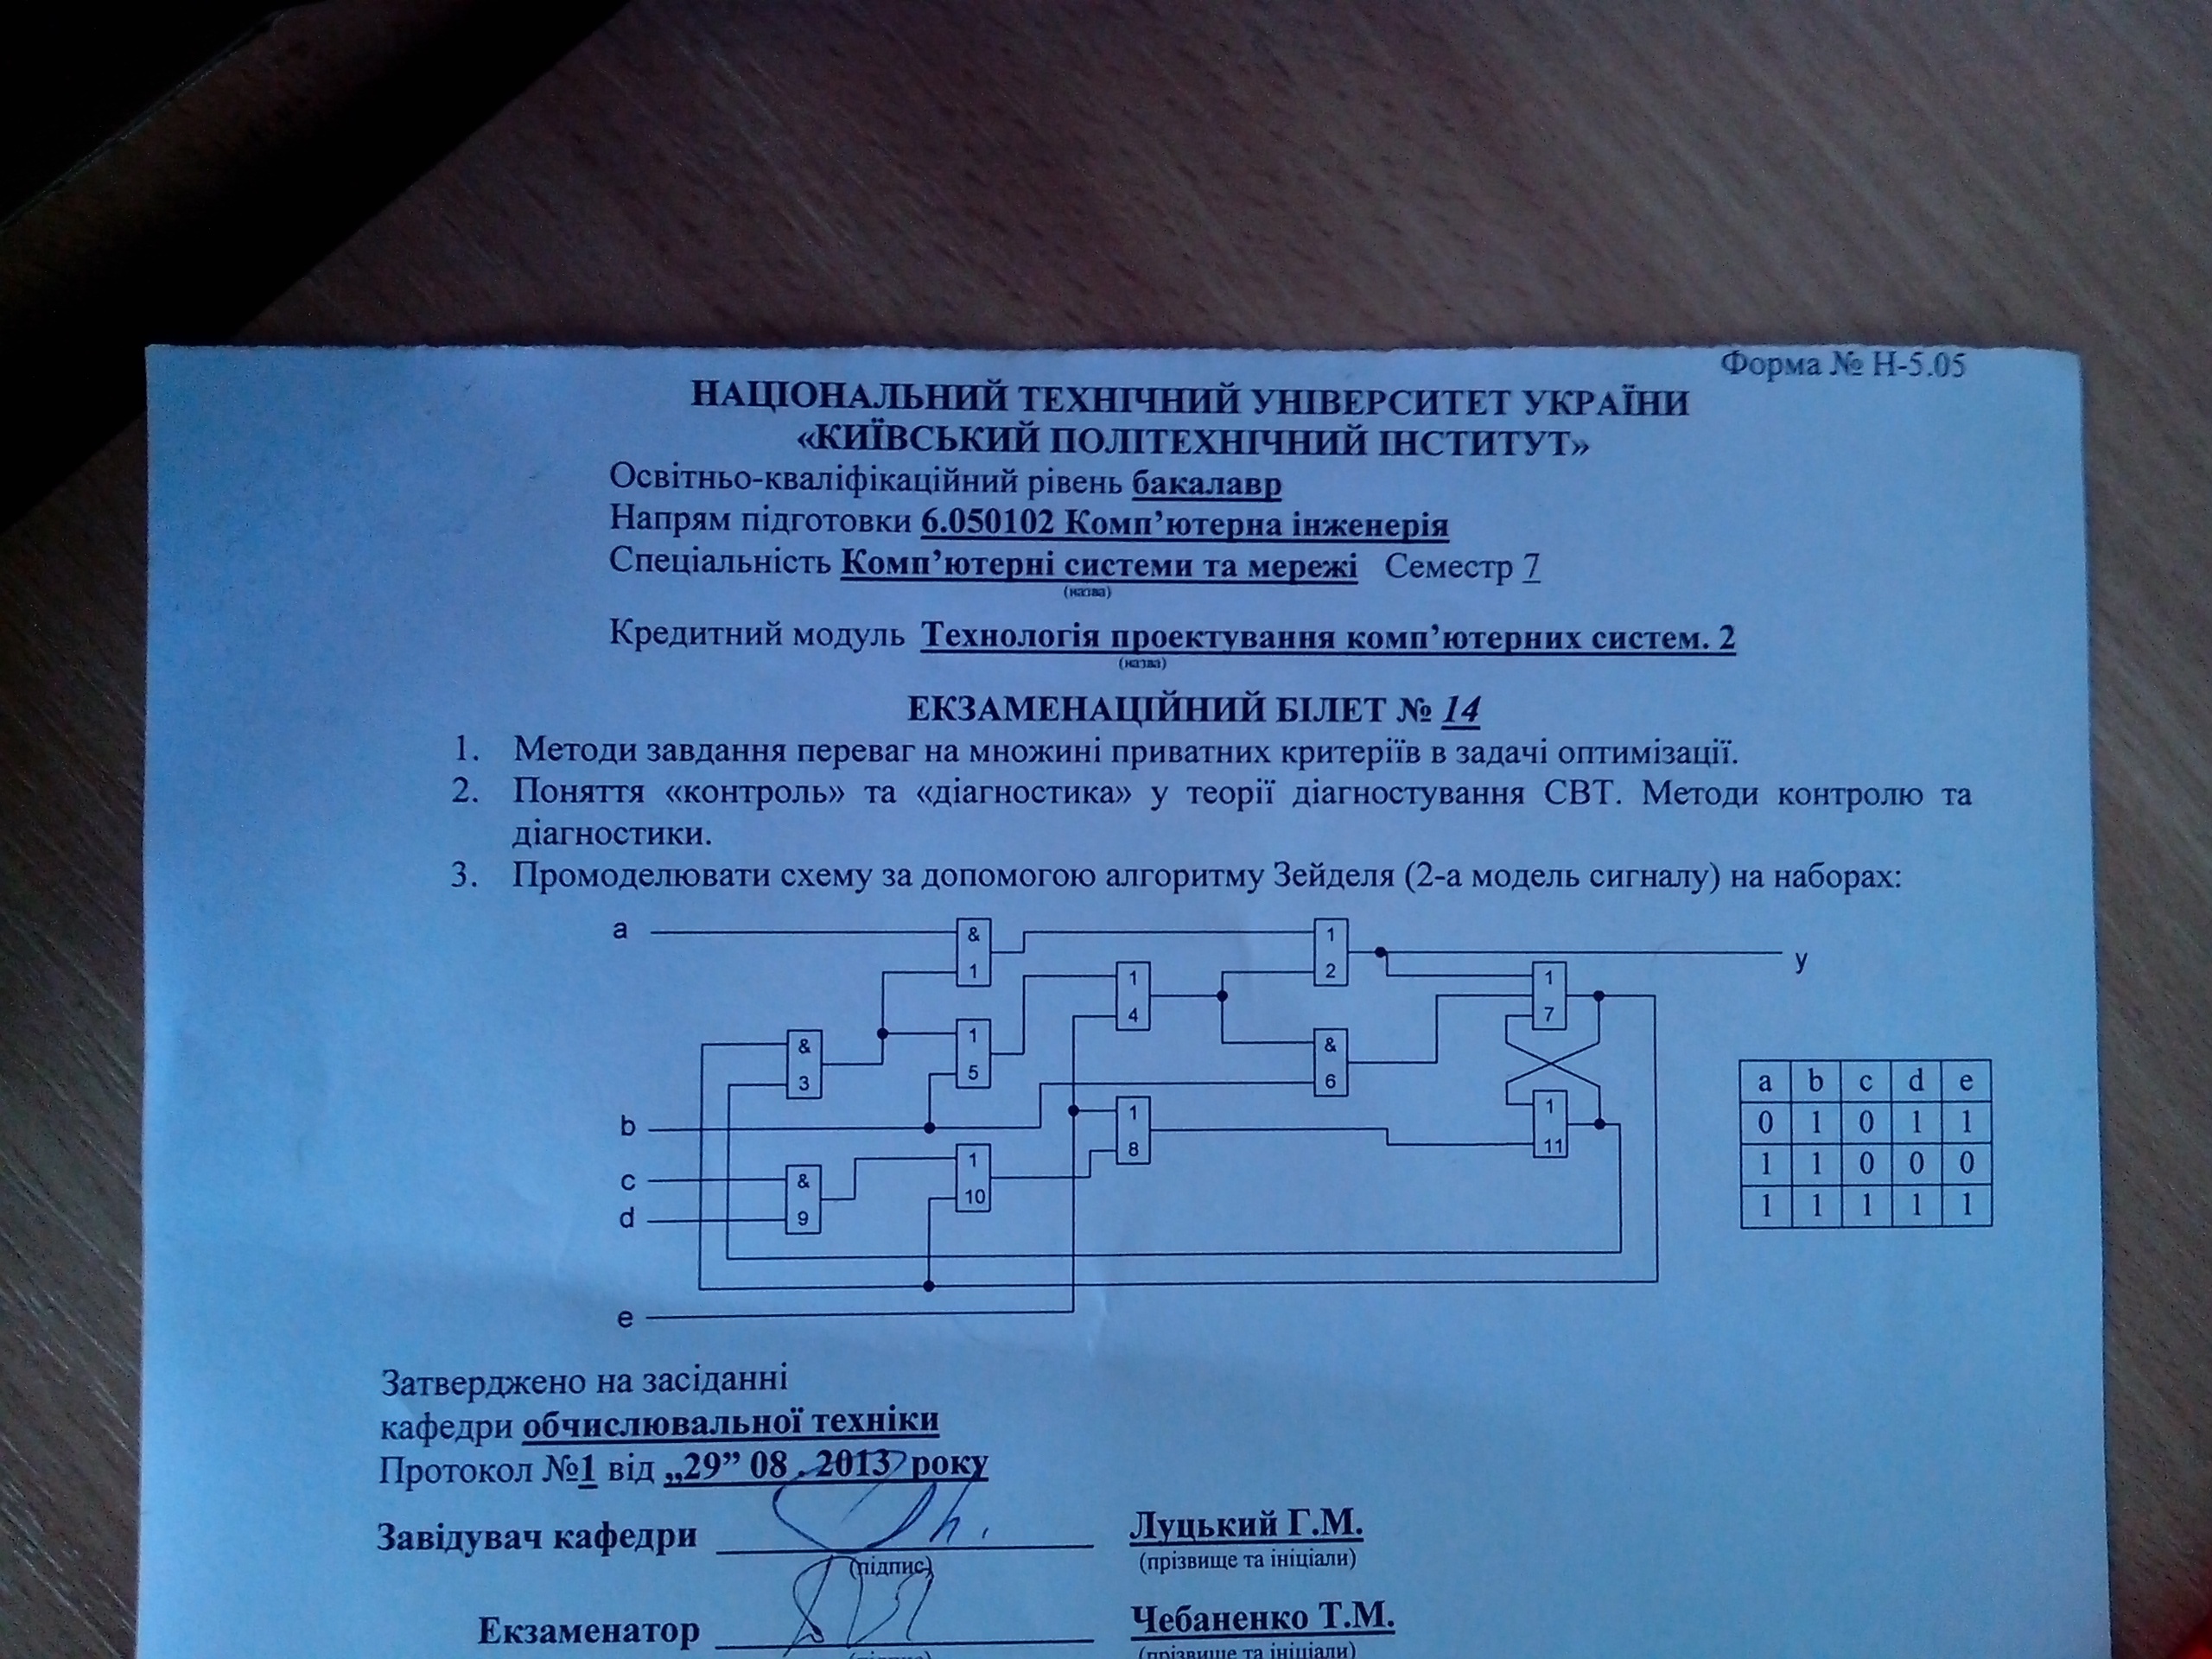 Форма № Н-5.05
НАЦІОНАЛЬНИЙ ТЕХНІЧНИЙ УНІВЕРСИТЕТ УКРАЇНИ
«КИЇВСЬКИЙ ПОЛІТЕХНІЧНИЙ ІНСТИТУТ»
Освітньо-кваліфікаційний рівень бакалавр
Напрям підготовки 6.050102 Комп’ютерна інженерія
Спеціальність Комп’ютерні системи та мережі Семестр 7
(назва)
Кредитний модуль Технологія проектування комп’ютерних систем. 2
(назва)
ЕКЗАМЕНАЦІЙНИЙ БІЛЕТ № 14
1. Методи завдання переваг на множині приватних критеріїв в задачі оптимізації.
2. Поняття «контроль» та «діагностика» у теорії діагностування СВТ. Методи контролю та
діагностики.
3. Промоделювати схему за допомогою алгоритму Зейделя (2-а модель сигналу) на наборах:
a
& 1
1 2
y
1 4
1 7
& 3
1 5
& 6
b
1 8
1 11
c
& 9
1 10
d
e
a b c d e
0 1 0 1 1
1 1 0 0 0
1 1 1 1 1
Затверджено на засіданні
кафедри обчислювальної техніки
Протокол №1 від „29” 08 . 2013 року
Завідувач кафедри Луцький Г.М.
(підпис) (прізвище та ініціали)
Екзаменатор Чебаненко Т.М.
(підпис) (прізвище та ініціали)